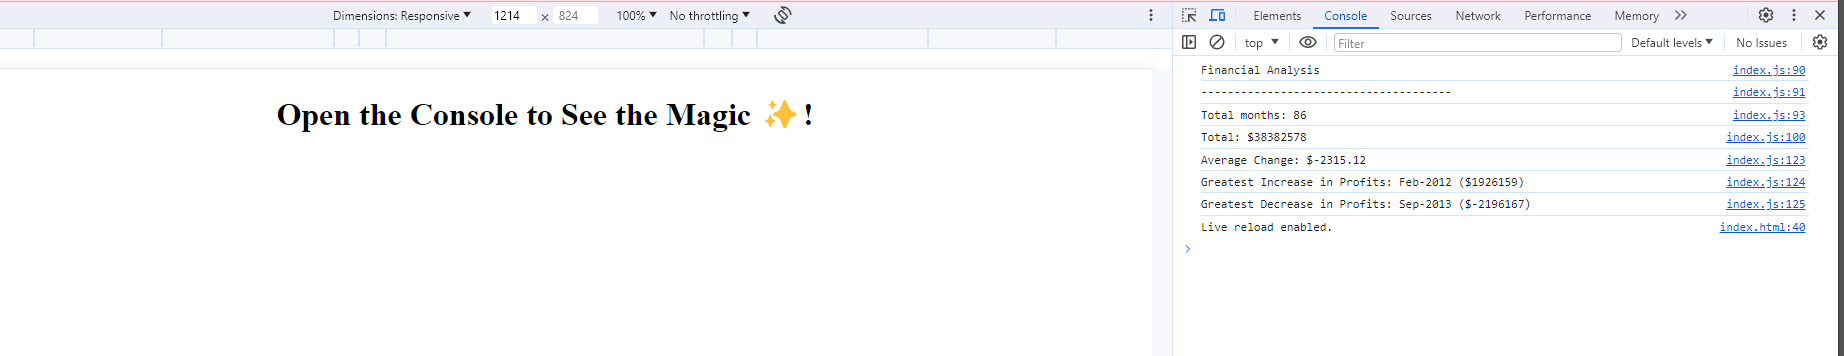 Dimensions: Responsive ▼ 1214 × 824 100% ▼ No throttling ▼
Elements Console Sources Network Performance Memory
top ▼ Filter Default levels ▼ No Issues
Open the Console to See the Magic ✨!
Financial Analysis index.js:90
-------------------------------------- index.js:91
Total months: 86 index.js:93
Total: $38382578 index.js:100
Average Change: $-2315.12 index.js:123
Greatest Increase in Profits: Feb-2012 ($1926159) index.js:124
Greatest Decrease in Profits: Sep-2013 ($-2196167) index.js:125
Live reload enabled. index.html:40